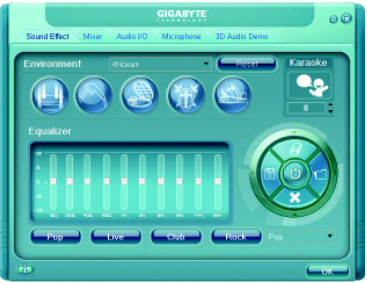 GIGABYTE
TECHNOLOGY
Sound Effect Mixer Audio I/O Microphone 3D Audio Demo
Environment <None> Reset Karaoke
0
Equalizer
Pop Live Club Rock Pop
OK